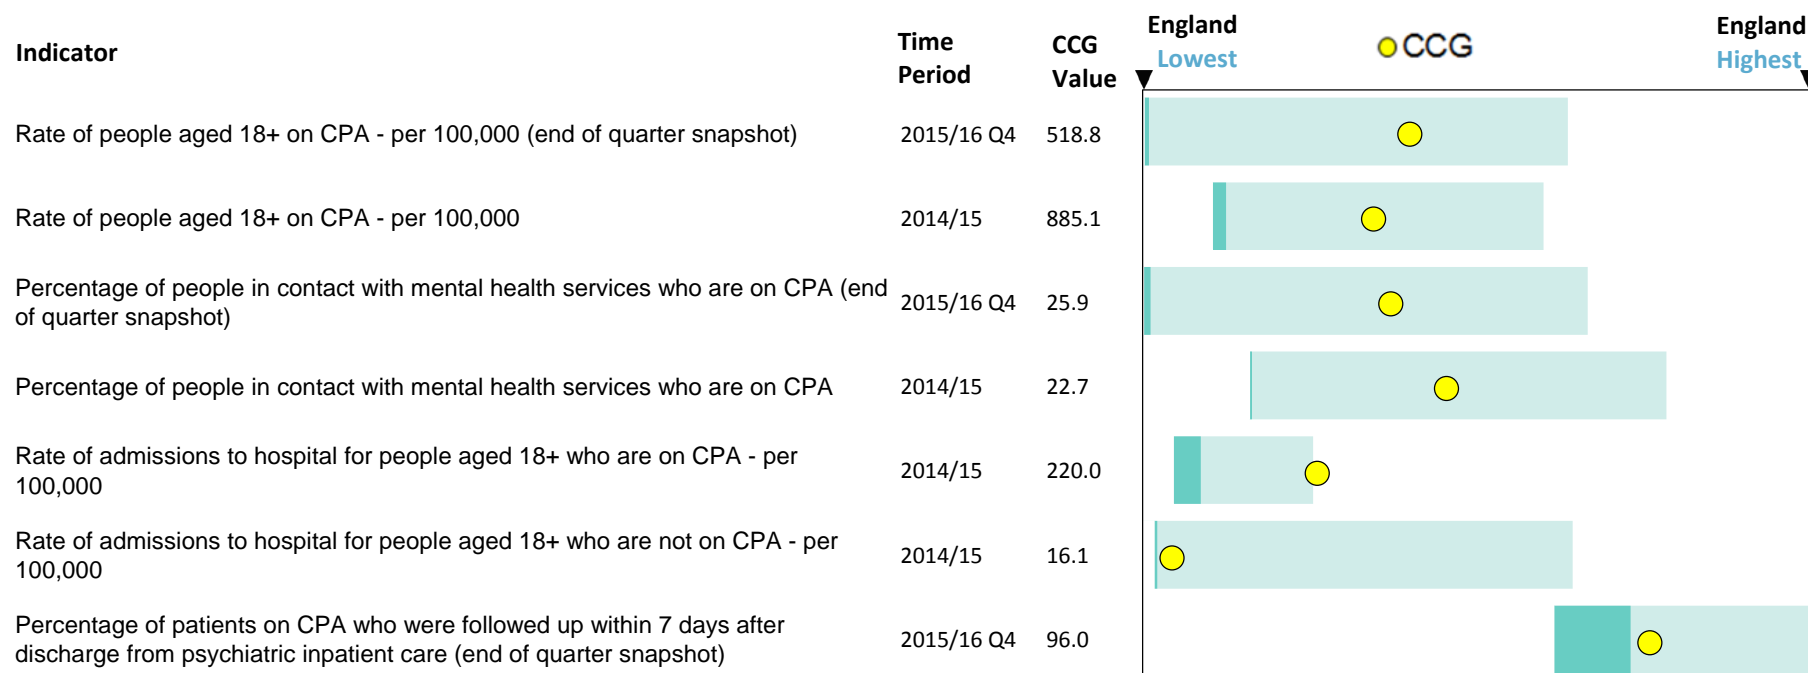 Indicator
Time
Period
CCG
Value
England
Lowest
CCG
England
Highest
Rate of people aged 18+ on CPA - per 100,000 (end of quarter snapshot)
2015/16 Q4
518.8
Rate of people aged 18+ on CPA - per 100,000
2014/15
885.1
Percentage of people in contact with mental health services who are on CPA (end
of quarter snapshot)
2015/16 Q4
25.9
Percentage of people in contact with mental health services who are on CPA
2014/15
22.7
Rate of admissions to hospital for people aged 18+ who are on CPA - per
100,000
2014/15
220.0
Rate of admissions to hospital for people aged 18+ who are not on CPA - per
100,000
2014/15
16.1
Percentage of patients on CPA who were followed up within 7 days after
discharge from psychiatric inpatient care (end of quarter snapshot)
2015/16 Q4
96.0